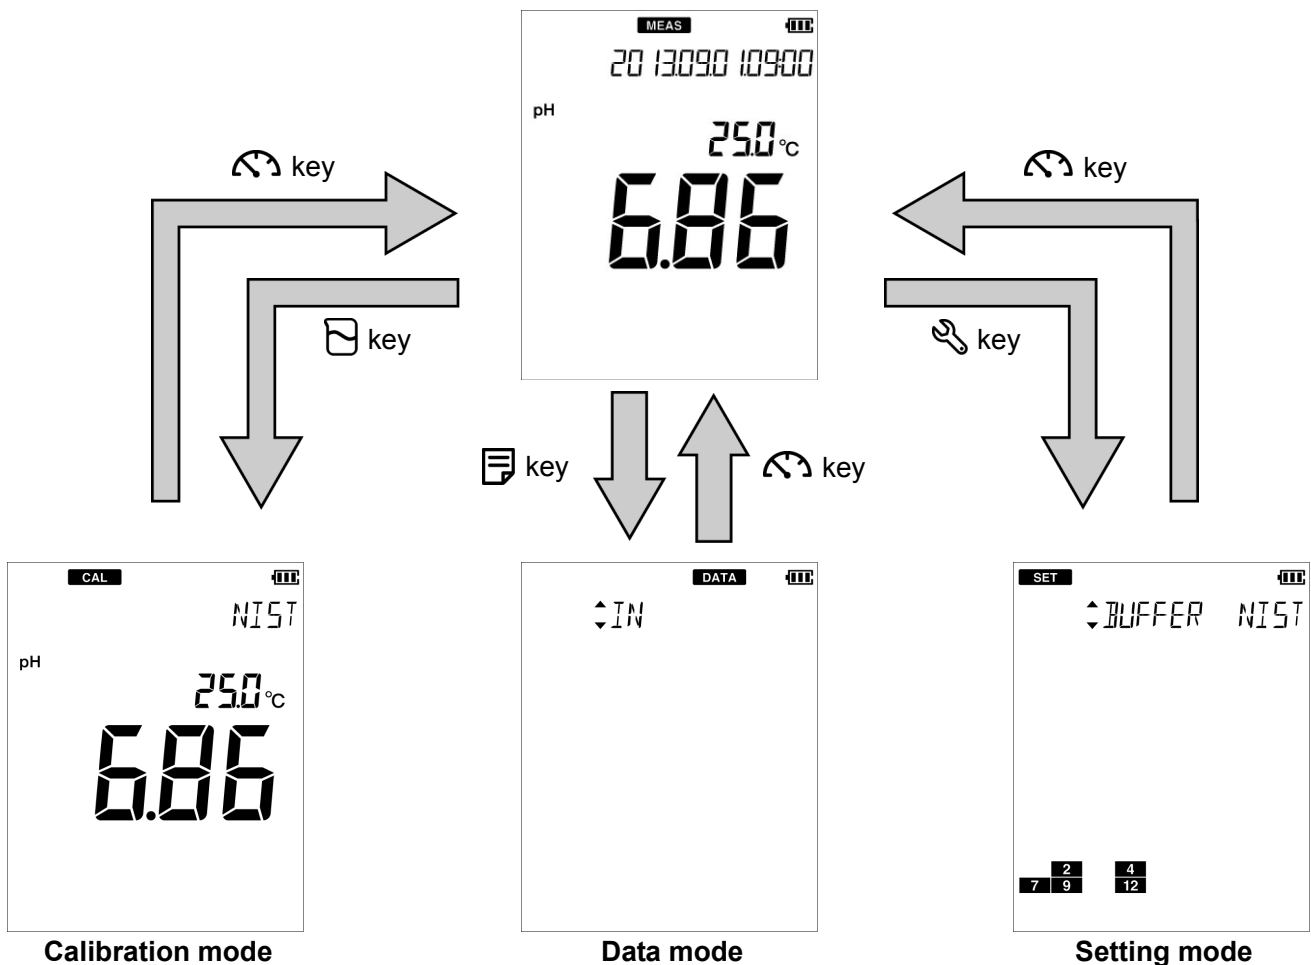 MEAS
2013.09.01.09:00
pH
25.0 °C
6.86
key
key
key
key
key
key
CAL
NIST
pH
25.0 °C
6.86
Calibration mode
DATA
IN
Data mode
SET
BUFFER NIST
2 4
7 9 12
Setting mode